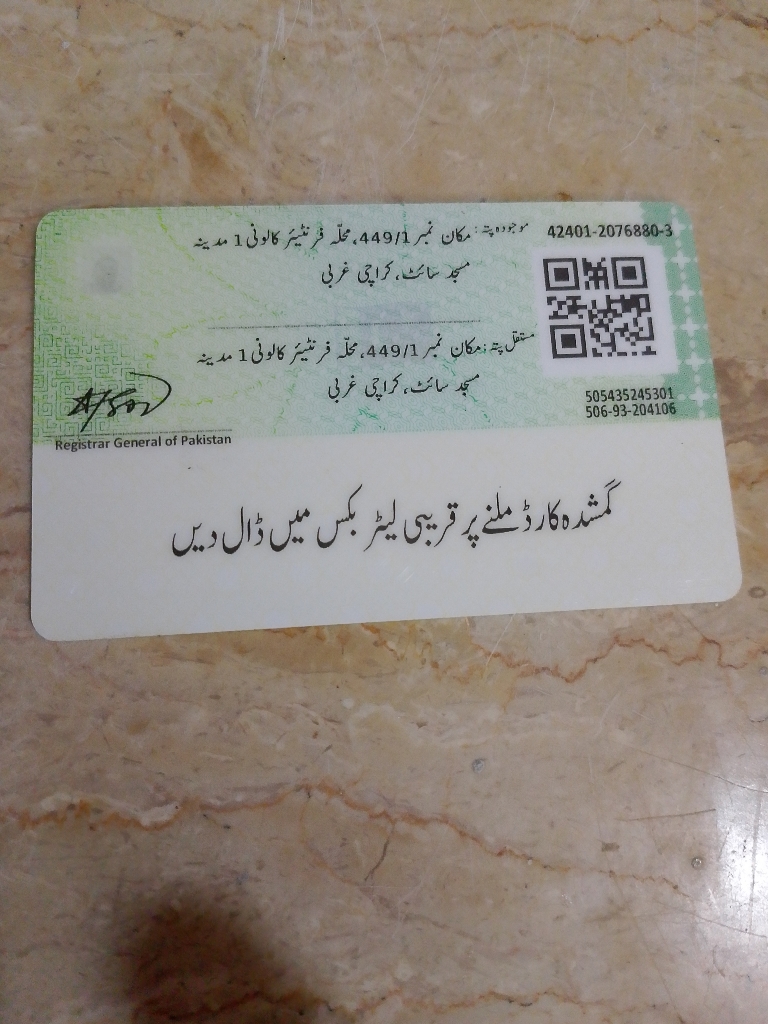 42401-2076880-3
موجودہ پتہ: مکان نمبر 449/1، محلّہ فرنٹیئر کالونی 1 مدینہ
مسجد سائٹ، کراچی غربی
مستقل پتہ: مکان نمبر 449/1، محلّہ فرنٹیئر کالونی 1 مدینہ
مسجد سائٹ، کراچی غربی
505435245301
506-93-204106
Registrar General of Pakistan
گمشدہ کارڈ ملنے پر قریبی لیٹر بکس میں ڈال دیں